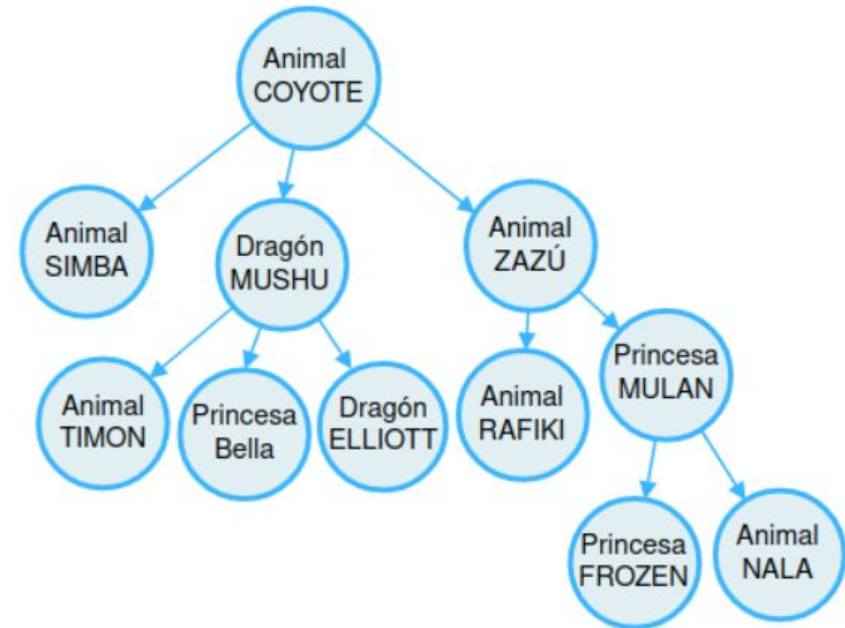 Animal
COYOTE
Animal
SIMBA
Dragón
MUSHU
Animal
ZAZÚ
Animal
TIMON
Princesa
Bella
Dragón
ELLIOTT
Animal
RAFIKI
Princesa
MULAN
Princesa
FROZEN
Animal
NALA